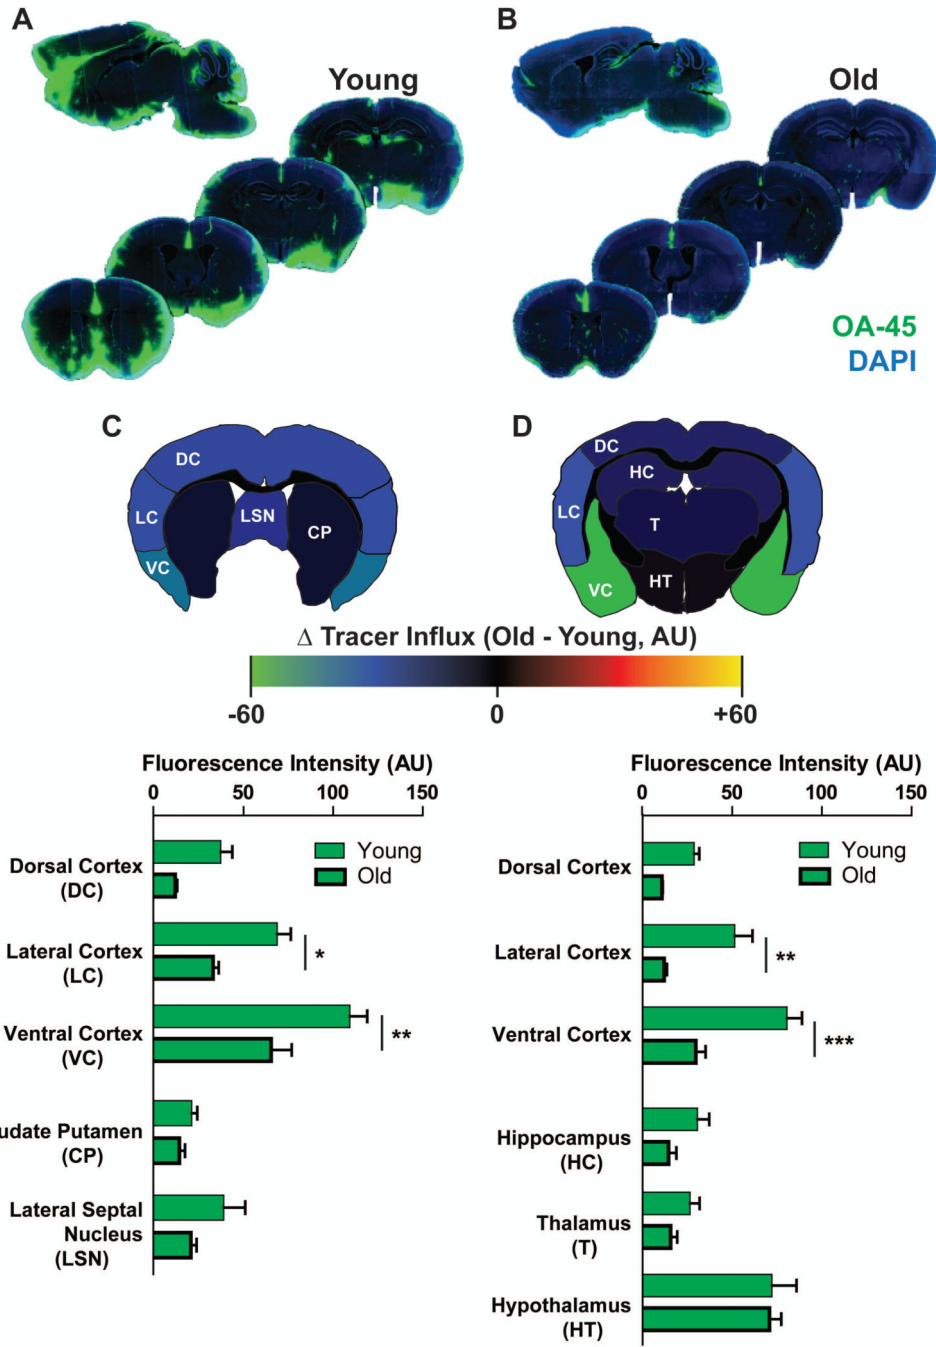 A
B
Young
Old
OA-45
DAPI
C
D
DC
LC
LSN
CP
VC
DC
HC
LC
T
VC
HT
Δ Tracer Influx (Old - Young, AU)
-60
0
+60
Fluorescence Intensity (AU)
0
50
100
150
Young
Old
Dorsal Cortex
(DC)
Lateral Cortex
(LC)
*
Ventral Cortex
(VC)
**
udate Putamen
(CP)
Lateral Septal
Nucleus
(LSN)
Fluorescence Intensity (AU)
0
50
100
150
Young
Old
Dorsal Cortex
Lateral Cortex
**
Ventral Cortex
***
Hippocampus
(HC)
Thalamus
(T)
Hypothalamus
(HT)